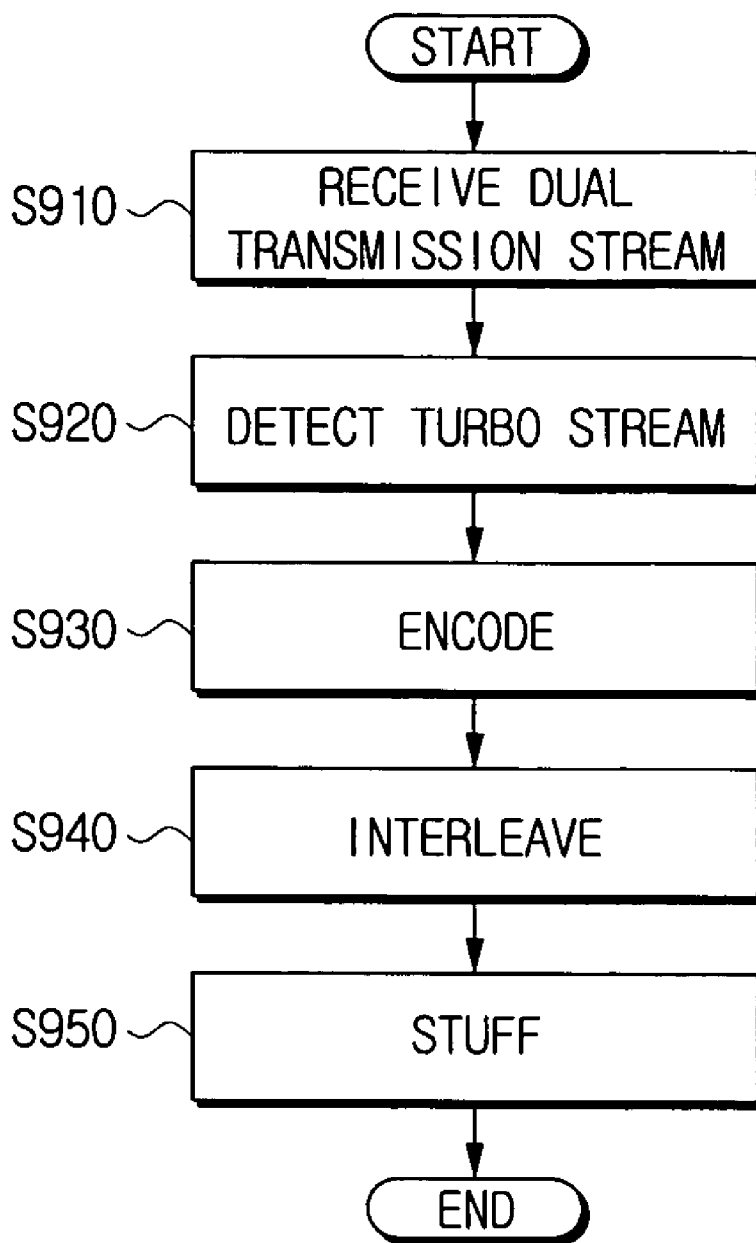 START
S910
RECEIVE DUAL
TRANSMISSION STREAM
S920
DETECT TURBO STREAM
S930
ENCODE
S940
INTERLEAVE
S950
STUFF
END